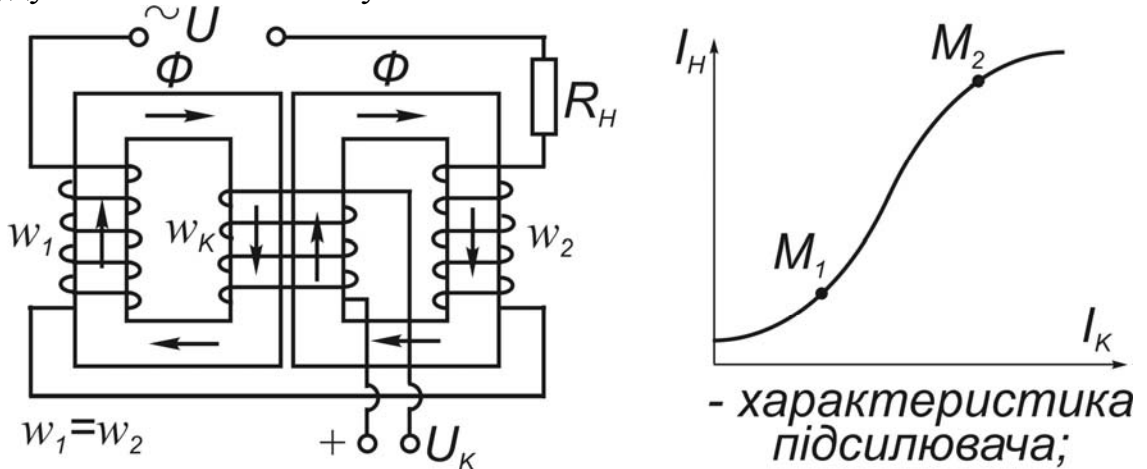 ~U
Φ
Φ
R_H
w_1
w_K
w_2
+
U_K
w_1=w_2
I_H
M_2
M_1
I_K
- характеристика
підсилювача;